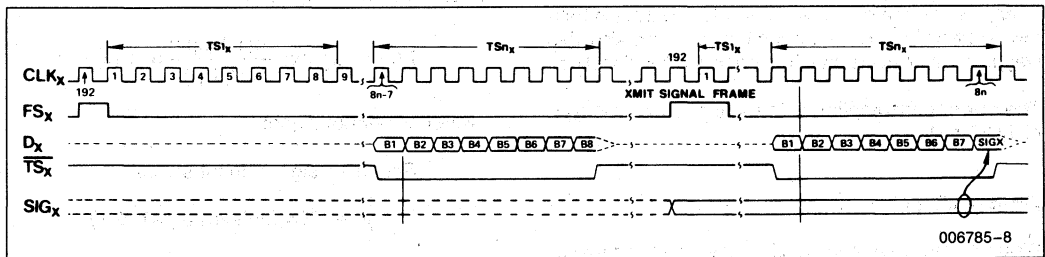 TS1X TSnX TS1X TSnX
CLKX 1 2 3 4 5 6 7 8 9 1
192 8n-7 192 8n
XMIT SIGNAL FRAME
FSX
DX B1 B2 B3 B4 B5 B6 B7 B8 B1 B2 B3 B4 B5 B6 B7 SIGX
TSX
SIGX
006785-8